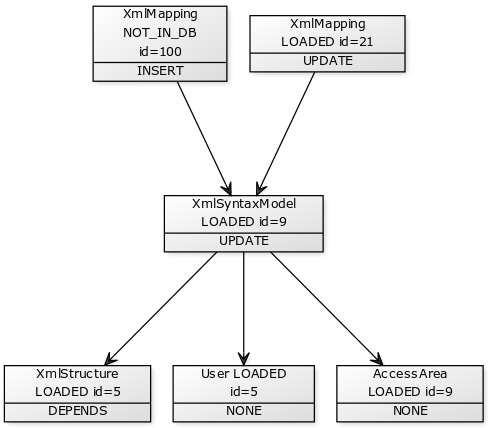 XmlMapping
NOT_IN_DB
id=100
INSERT
XmlMapping
LOADED id=21
UPDATE
XmlSyntaxModel
LOADED id=9
UPDATE
XmlStructure
LOADED id=5
DEPENDS
User LOADED
id=5
NONE
AccessArea
LOADED id=9
NONE